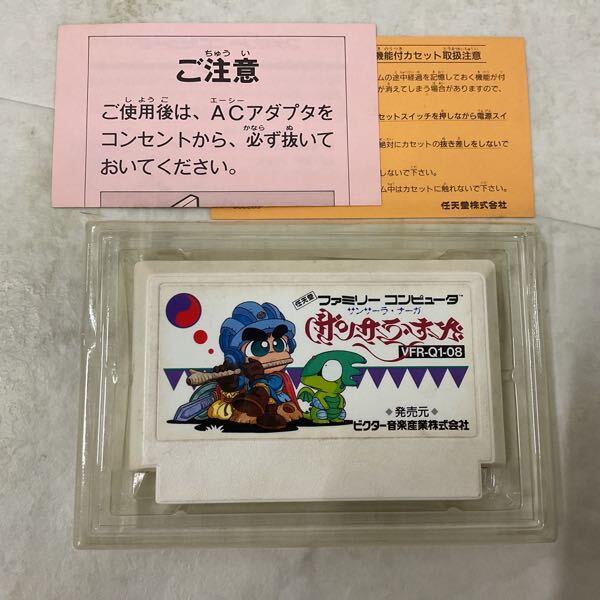 ちゅう い
ご注意
し よう ご
エーシー
ご使用後は、ACアダプタを
かなら ぬ
コンセントから、必ず抜いて
おいてください。
機能付カセット取扱注意
ムの途中経過を記憶しておく機能が付
が消えてしまう場合がありますので、
セットスイッチを押しながら電源スイ
絶対にカセットの抜き差しをしないで
しないで下さい。
ム中はカセットに触れないで下さい。
任天堂株式会社
任天堂
ファミリー コンピュータ
サンサーラ・ナーガ
サンサーラ・ナーガ
VFR-Q1-08
発売元
ビクター音楽産業株式会社